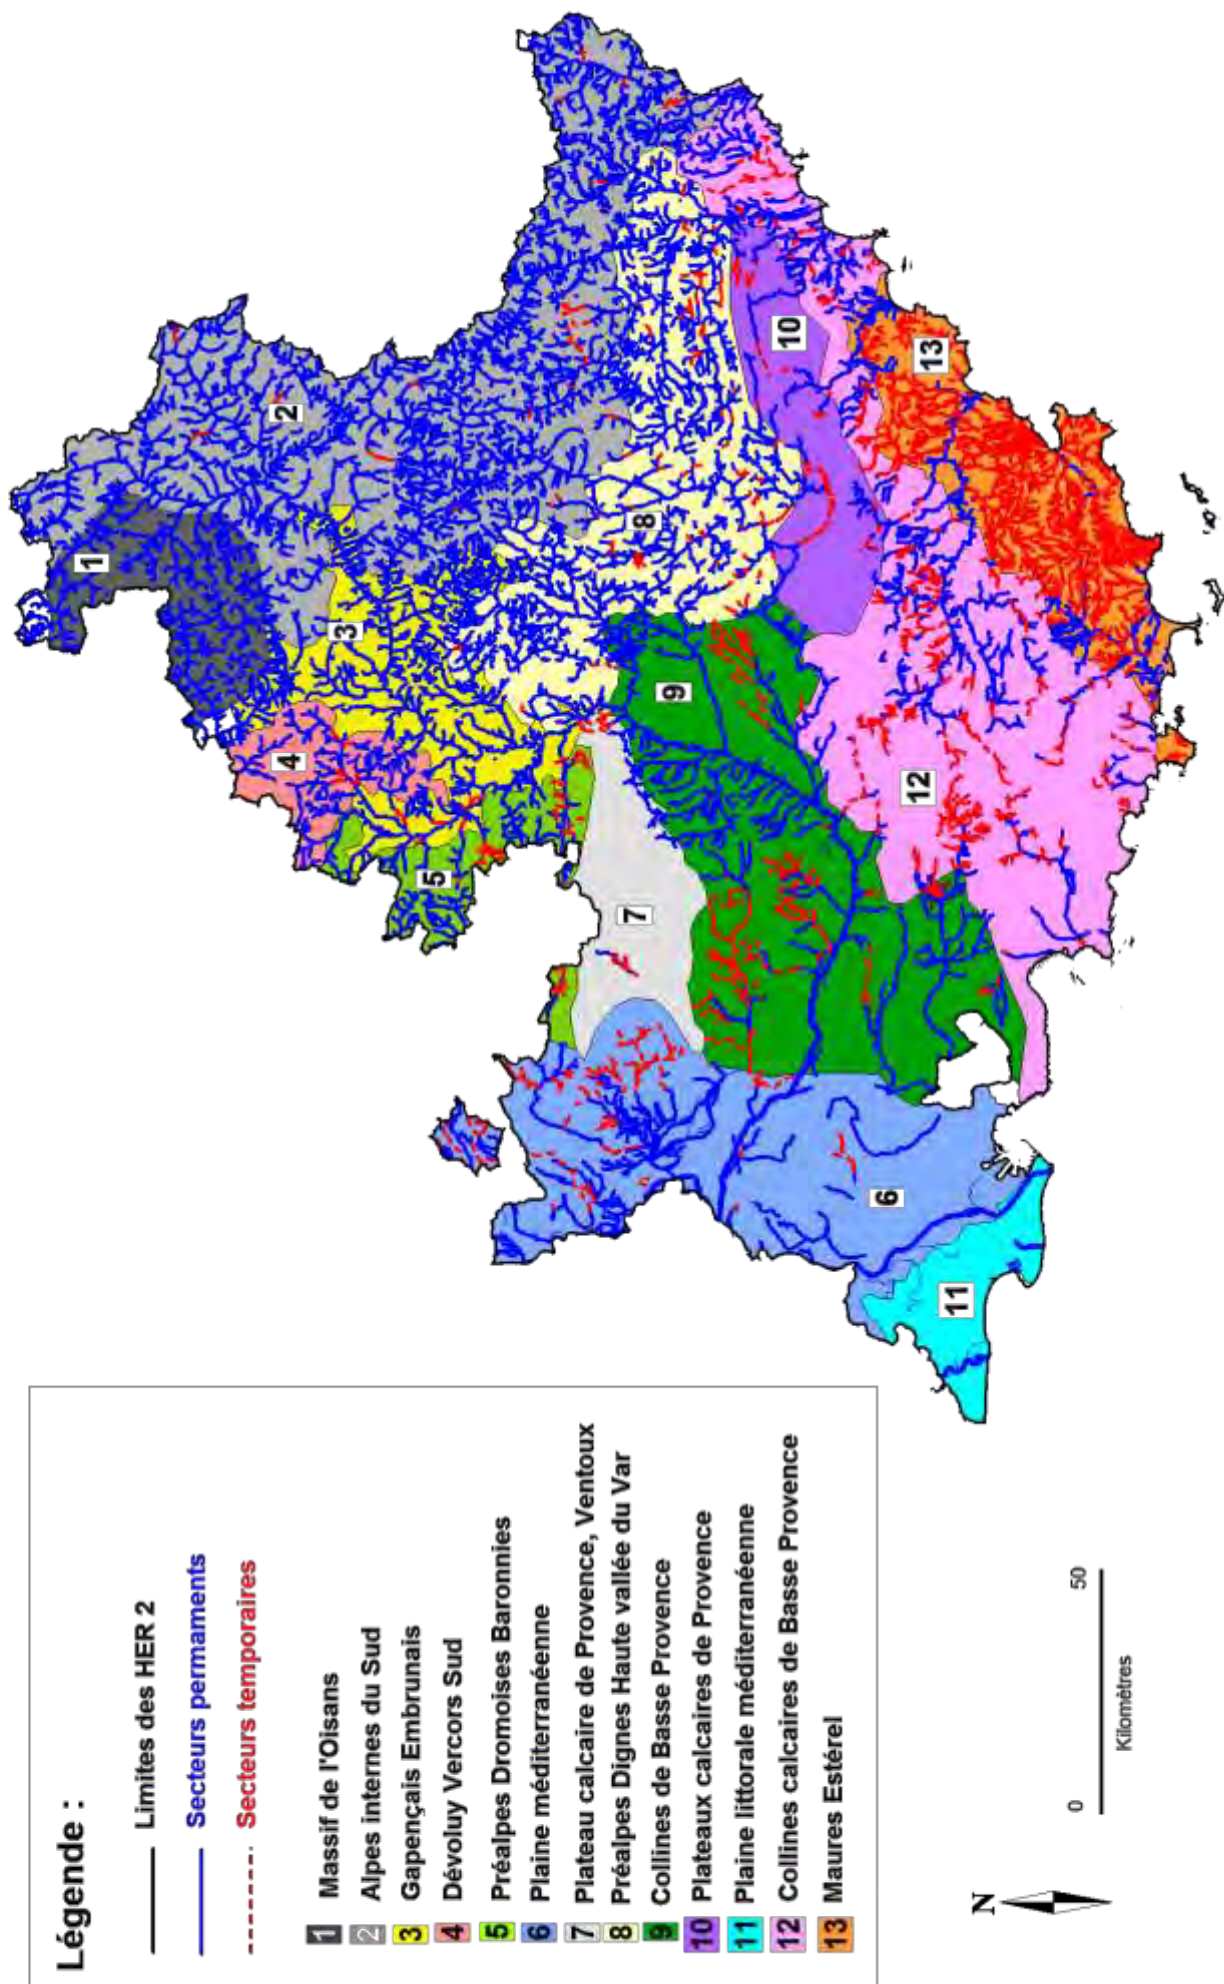 Légende :
Limites des HER 2
Secteurs permaments
Secteurs temporaires
1 Massif de l'Oisans
2 Alpes internes du Sud
3 Gapençais Embrunais
4 Dévoluy Vercors Sud
5 Préalpes Dromoises Baronnies
6 Plaine méditerranéenne
7 Plateau calcaire de Provence, Ventoux
8 Préalpes Dignes Haute vallée du Var
9 Collines de Basse Provence
10 Plateaux calcaires de Provence
11 Plaine littorale méditerranéenne
12 Collines calcaires de Basse Provence
13 Maures Estérel
N
0 50
Kilomètres
1
2
3
4
5
6
7
8
9
10
11
12
13